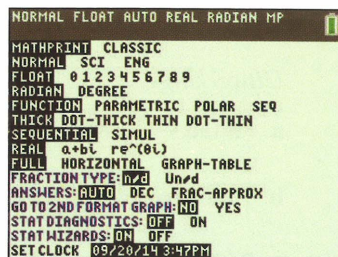 NORMAL FLOAT AUTO REAL RADIAN MP
MATHPRINT CLASSIC
NORMAL SCI ENG
FLOAT 0 1 2 3 4 5 6 7 8 9
RADIAN DEGREE
FUNCTION PARAMETRIC POLAR SEQ
THICK DOT-THICK THIN DOT-THIN
SEQUENTIAL SIMUL
REAL a+bi re^(θi)
FULL HORIZONTAL GRAPH-TABLE
FRACTION TYPE: n/d Un/d
ANSWERS: AUTO DEC FRAC-APPROX
GO TO 2ND FORMAT GRAPH: NO YES
STAT DIAGNOSTICS: OFF ON
STAT WIZARDS: ON OFF
SET CLOCK 09/20/14 3:47PM